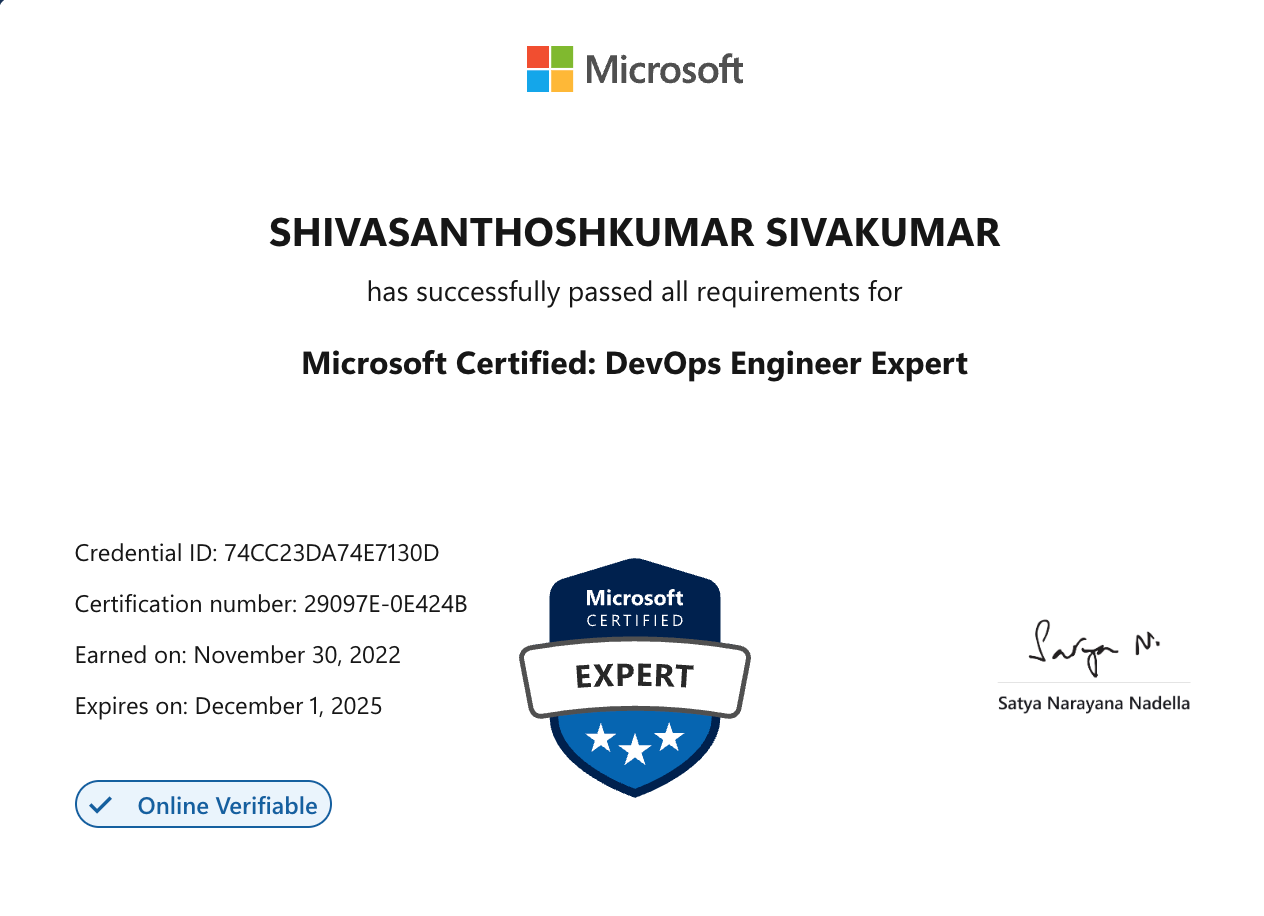 Microsoft
SHIVASANTHOSHKUMAR SIVAKUMAR
has successfully passed all requirements for
Microsoft Certified: DevOps Engineer Expert
Credential ID: 74CC23DA74E7130D
Certification number: 29097E-0E424B
Earned on: November 30, 2022
Expires on: December 1, 2025
Online Verifiable
Microsoft
CERTIFIED
EXPERT
Satya N.
Satya Narayana Nadella